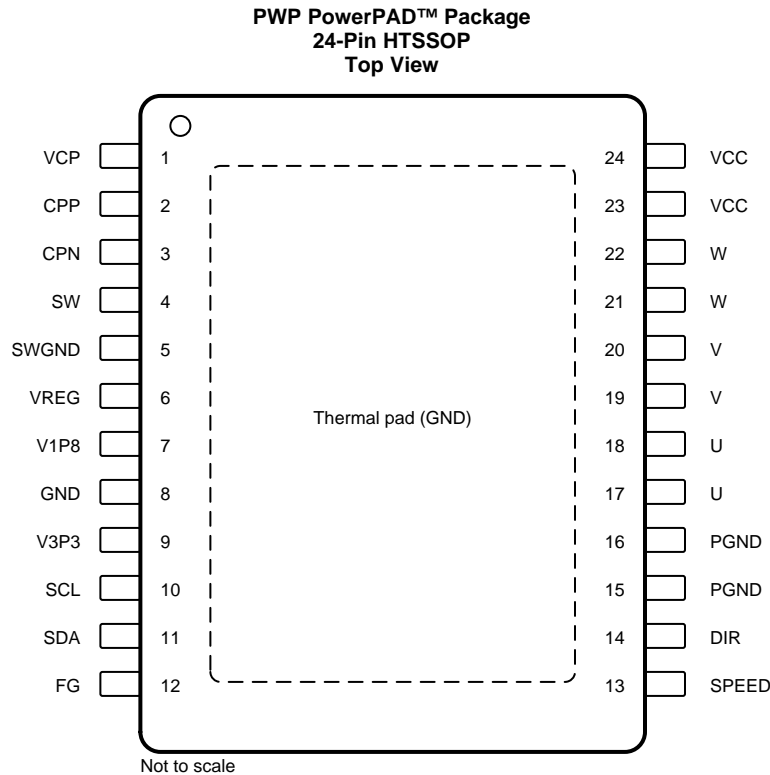 PWP PowerPAD™ Package
24-Pin HTSSOP
Top View
VCP 1 24 VCC
CPP 2 23 VCC
CPN 3 22 W
SW 4 21 W
SWGND 5 20 V
VREG 6 19 V
Thermal pad (GND)
V1P8 7 18 U
GND 8 17 U
V3P3 9 16 PGND
SCL 10 15 PGND
SDA 11 14 DIR
FG 12 13 SPEED
Not to scale